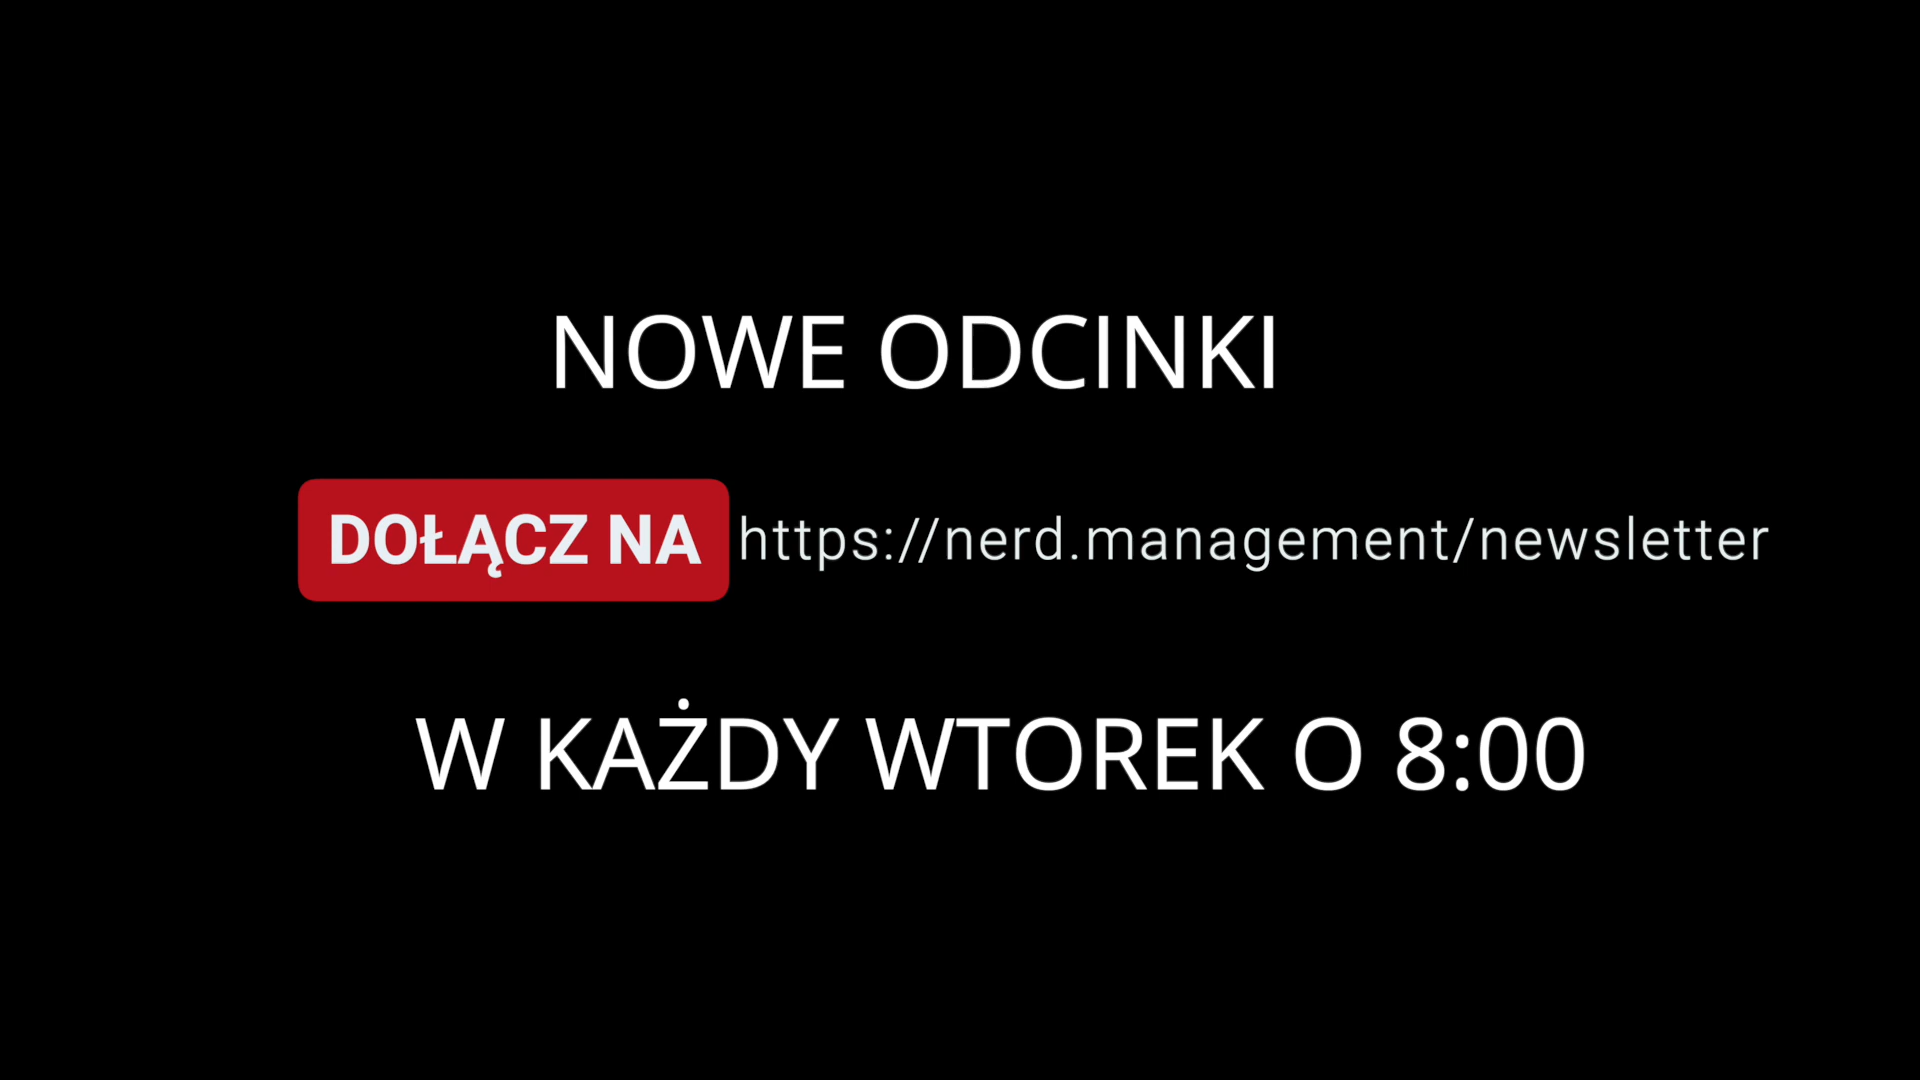 NOWE ODCINKI
DOŁĄCZ NA https://nerd.management/newsletter
W KAŻDY WTOREK O 8:00